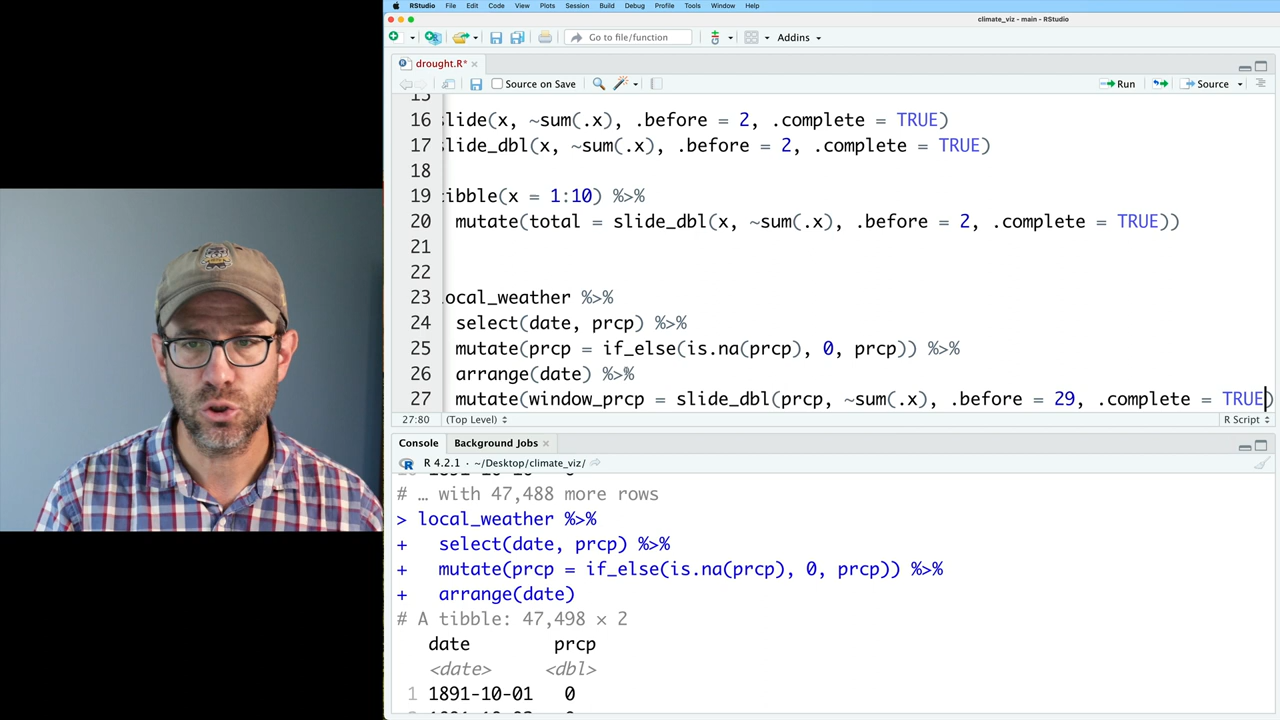 RStudio File Edit Code View Plots Session Build Debug Profile Tools Window Help
climate_viz - main - RStudio
Go to file/function Addins
drought.R*
Source on Save Run Source
15
16 slide(x, ~sum(.x), .before = 2, .complete = TRUE)
17 slide_dbl(x, ~sum(.x), .before = 2, .complete = TRUE)
18
19 tibble(x = 1:10) %>%
20 mutate(total = slide_dbl(x, ~sum(.x), .before = 2, .complete = TRUE))
21
22
23 local_weather %>%
24 select(date, prcp) %>%
25 mutate(prcp = if_else(is.na(prcp), 0, prcp)) %>%
26 arrange(date) %>%
27 mutate(window_prcp = slide_dbl(prcp, ~sum(.x), .before = 29, .complete = TRUE)
27:80 (Top Level) R Script
Console Background Jobs
R 4.2.1 · ~/Desktop/climate_viz/
# … with 47,488 more rows
> local_weather %>%
+ select(date, prcp) %>%
+ mutate(prcp = if_else(is.na(prcp), 0, prcp)) %>%
+ arrange(date)
# A tibble: 47,498 × 2
date prcp
<date> <dbl>
1 1891-10-01 0